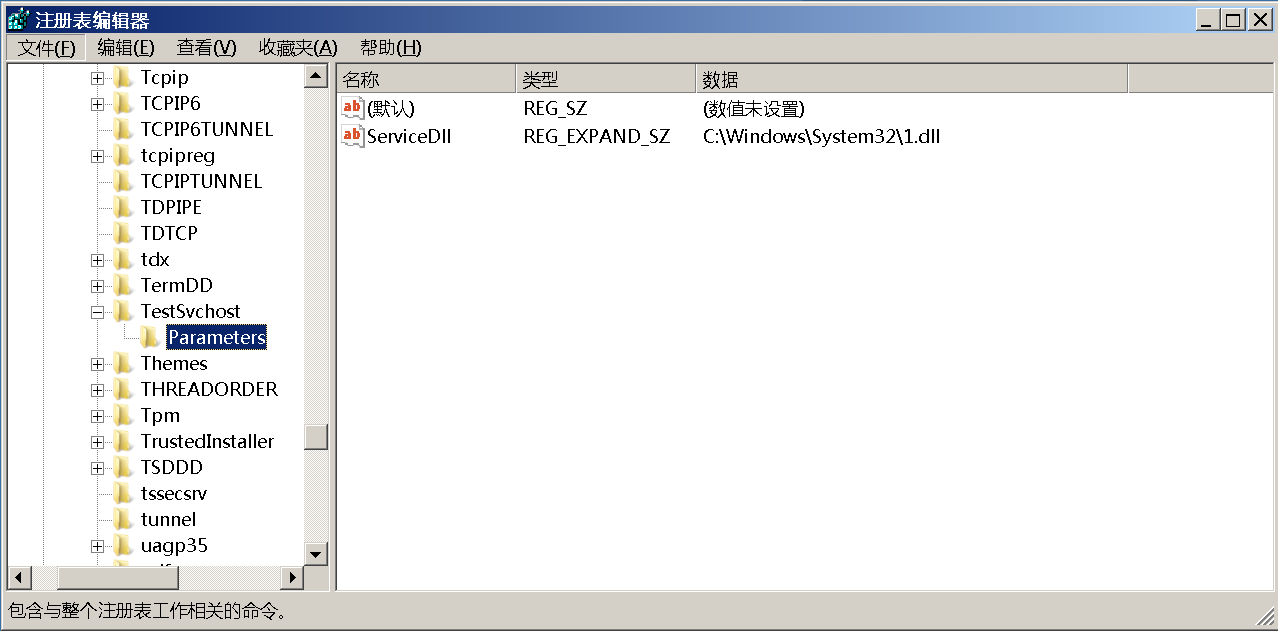 注册表编辑器
文件(F) 编辑(E) 查看(V) 收藏夹(A) 帮助(H)
Tcpip
TCPIP6
TCPIP6TUNNEL
tcpipreg
TCPIPTUNNEL
TDPIPE
TDTCP
tdx
TermDD
TestSvchost
Parameters
Themes
THREADORDER
Tpm
TrustedInstaller
TSDDD
tssecsrv
tunnel
uagp35
名称 类型 数据
(默认) REG_SZ (数值未设置)
ServiceDll REG_EXPAND_SZ C:\Windows\System32\1.dll
包含与整个注册表工作相关的命令。